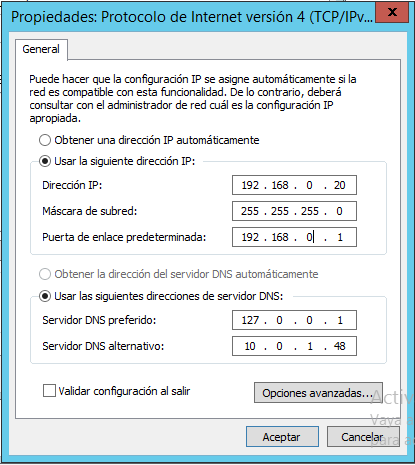 Propiedades: Protocolo de Internet versión 4 (TCP/IPv...
X
General
Puede hacer que la configuración IP se asigne automáticamente si la
red es compatible con esta funcionalidad. De lo contrario, deberá
consultar con el administrador de red cuál es la configuración IP
apropiada.
Obtener una dirección IP automáticamente
Usar la siguiente dirección IP:
Dirección IP: 192 . 168 . 0 . 20
Máscara de subred: 255 . 255 . 255 . 0
Puerta de enlace predeterminada: 192 . 168 . 0 . 1
Obtener la dirección del servidor DNS automáticamente
Usar las siguientes direcciones de servidor DNS:
Servidor DNS preferido: 127 . 0 . 0 . 1
Servidor DNS alternativo: 10 . 0 . 1 . 48
Validar configuración al salir
Opciones avanzadas...
Activ
Vaya
para a
Aceptar
Cancelar